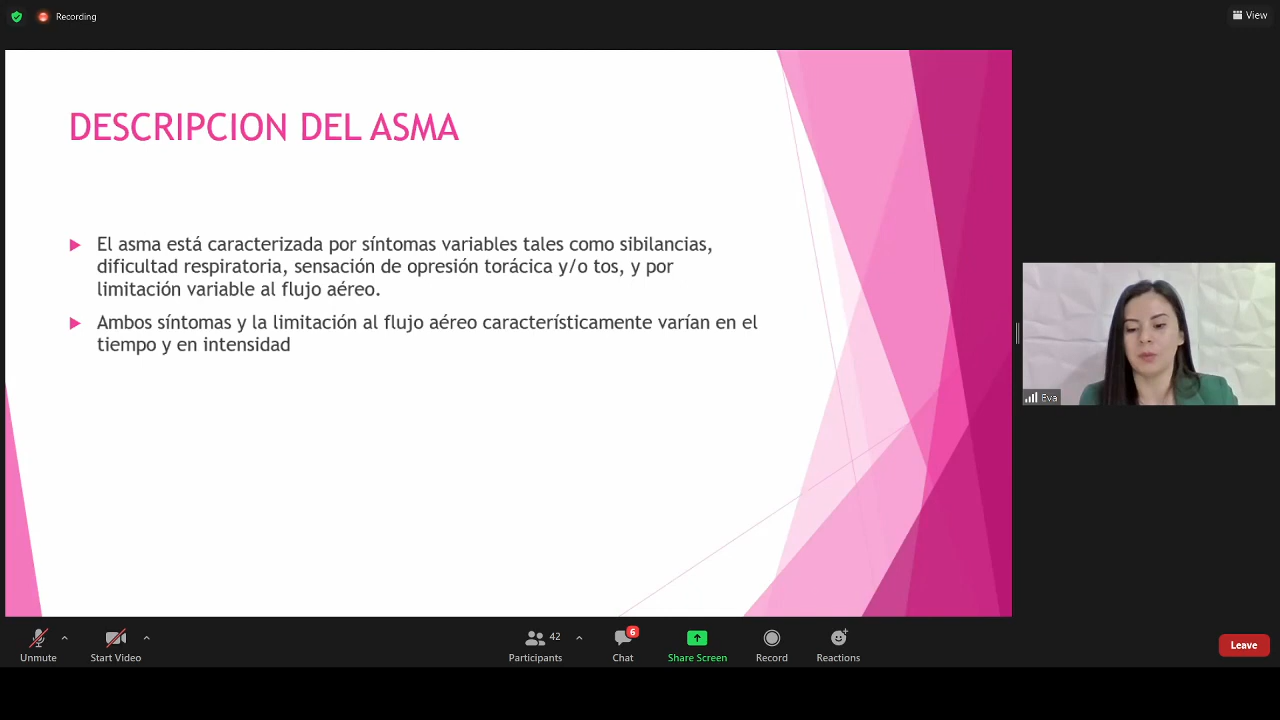 Recording
View
DESCRIPCION DEL ASMA
El asma está caracterizada por síntomas variables tales como sibilancias,
dificultad respiratoria, sensación de opresión torácica y/o tos, y por
limitación variable al flujo aéreo.
Ambos síntomas y la limitación al flujo aéreo característicamente varían en el
tiempo y en intensidad
Eva
Unmute
Start Video
42
Participants
6
Chat
Share Screen
Record
Reactions
Leave